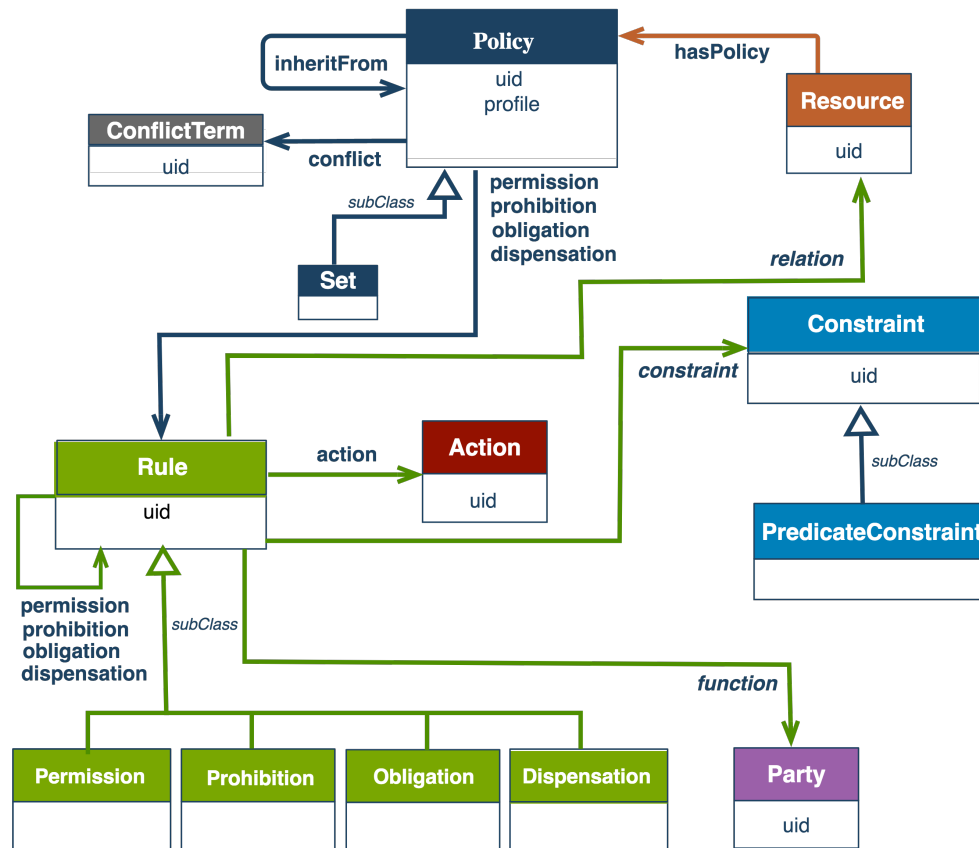 Policy
uid
profile
inheritFrom
hasPolicy
Resource
uid
ConflictTerm
uid
conflict
subClass
permission
prohibition
obligation
dispensation
Set
relation
Constraint
uid
constraint
subClass
PredicateConstraint
Rule
uid
action
Action
uid
permission
prohibition
obligation
dispensation
subClass
function
Permission
Prohibition
Obligation
Dispensation
Party
uid